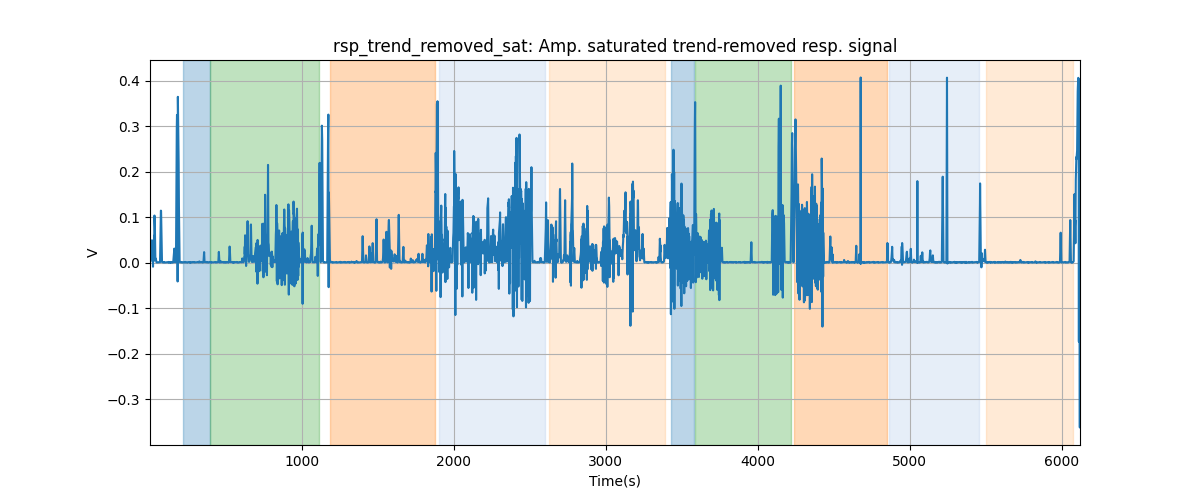 rsp_trend_removed_sat: Amp. saturated trend-removed resp. signal
0.4
0.3
0.2
0.1
0.0
−0.1
−0.2
−0.3
V
1000 2000 3000 4000 5000 6000
Time(s)